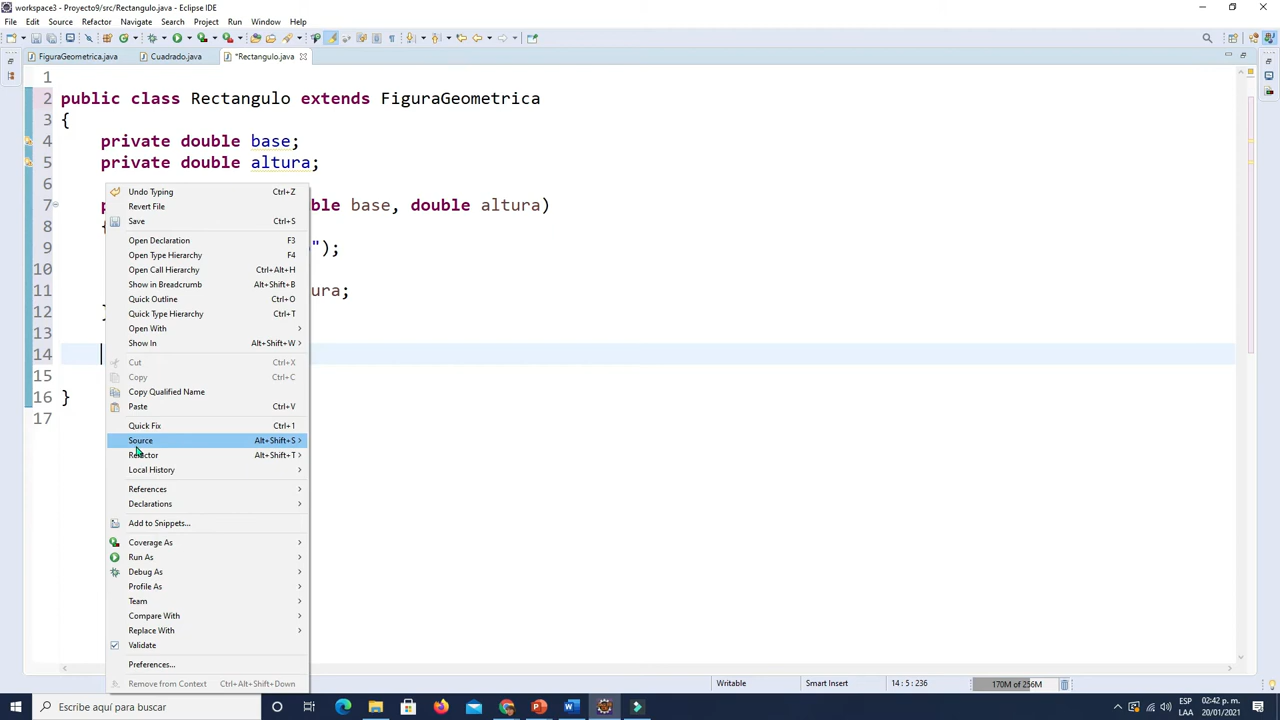 workspace3 - Proyecto9/src/Rectangulo.java - Eclipse IDE
File Edit Source Refactor Navigate Search Project Run Window Help
FiguraGeometrica.java Cuadrado.java *Rectangulo.java
1
2 public class Rectangulo extends FiguraGeometrica
3 {
4 private double base;
5 private double altura;
6
7 ble base, double altura)
8 {
9 ");
10
11 ura;
12 }
13
14
15
16 }
17
Undo Typing Ctrl+Z
Revert File
Save Ctrl+S
Open Declaration F3
Open Type Hierarchy F4
Open Call Hierarchy Ctrl+Alt+H
Show in Breadcrumb Alt+Shift+B
Quick Outline Ctrl+O
Quick Type Hierarchy Ctrl+T
Open With
Show In Alt+Shift+W
Cut Ctrl+X
Copy Ctrl+C
Copy Qualified Name
Paste Ctrl+V
Quick Fix Ctrl+1
Source Alt+Shift+S
Refactor Alt+Shift+T
Local History
References
Declarations
Add to Snippets...
Coverage As
Run As
Debug As
Profile As
Team
Compare With
Replace With
Validate
Preferences...
Remove from Context Ctrl+Alt+Shift+Down
Writable Smart Insert 14 : 5 : 236 170M of 256M
Escribe aquí para buscar
ESP 02:42 p. m.
LAA 20/01/2021